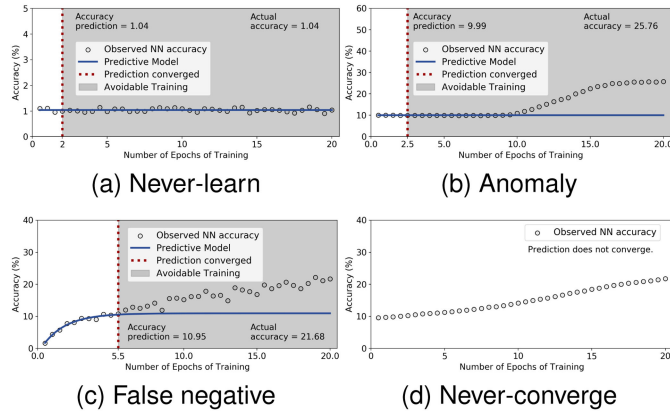 Accuracy
prediction = 1.04
Actual
accuracy = 1.04
Observed NN accuracy
Predictive Model
Prediction converged
Avoidable Training
Accuracy (%)
5
4
3
2
1
0
0 2 5 10 15 20
Number of Epochs of Training
(a) Never-learn
Accuracy
prediction = 9.99
Actual
accuracy = 25.76
Observed NN accuracy
Predictive Model
Prediction converged
Avoidable Training
Accuracy (%)
60
50
40
30
20
10
0
0.0 2.5 5.0 10.0 15.0 20.0
Number of Epochs of Training
(b) Anomaly
Observed NN accuracy
Predictive Model
Prediction converged
Avoidable Training
Accuracy
prediction = 10.95
Actual
accuracy = 21.68
Accuracy (%)
40
30
20
10
0
0.0 5.5 10.0 15.0 20.0
Number of Epochs of Training
(c) False negative
Observed NN accuracy
Prediction does not converge.
Accuracy (%)
40
30
20
10
0
0 5 10 15 20
Number of Epochs of Training
(d) Never-converge